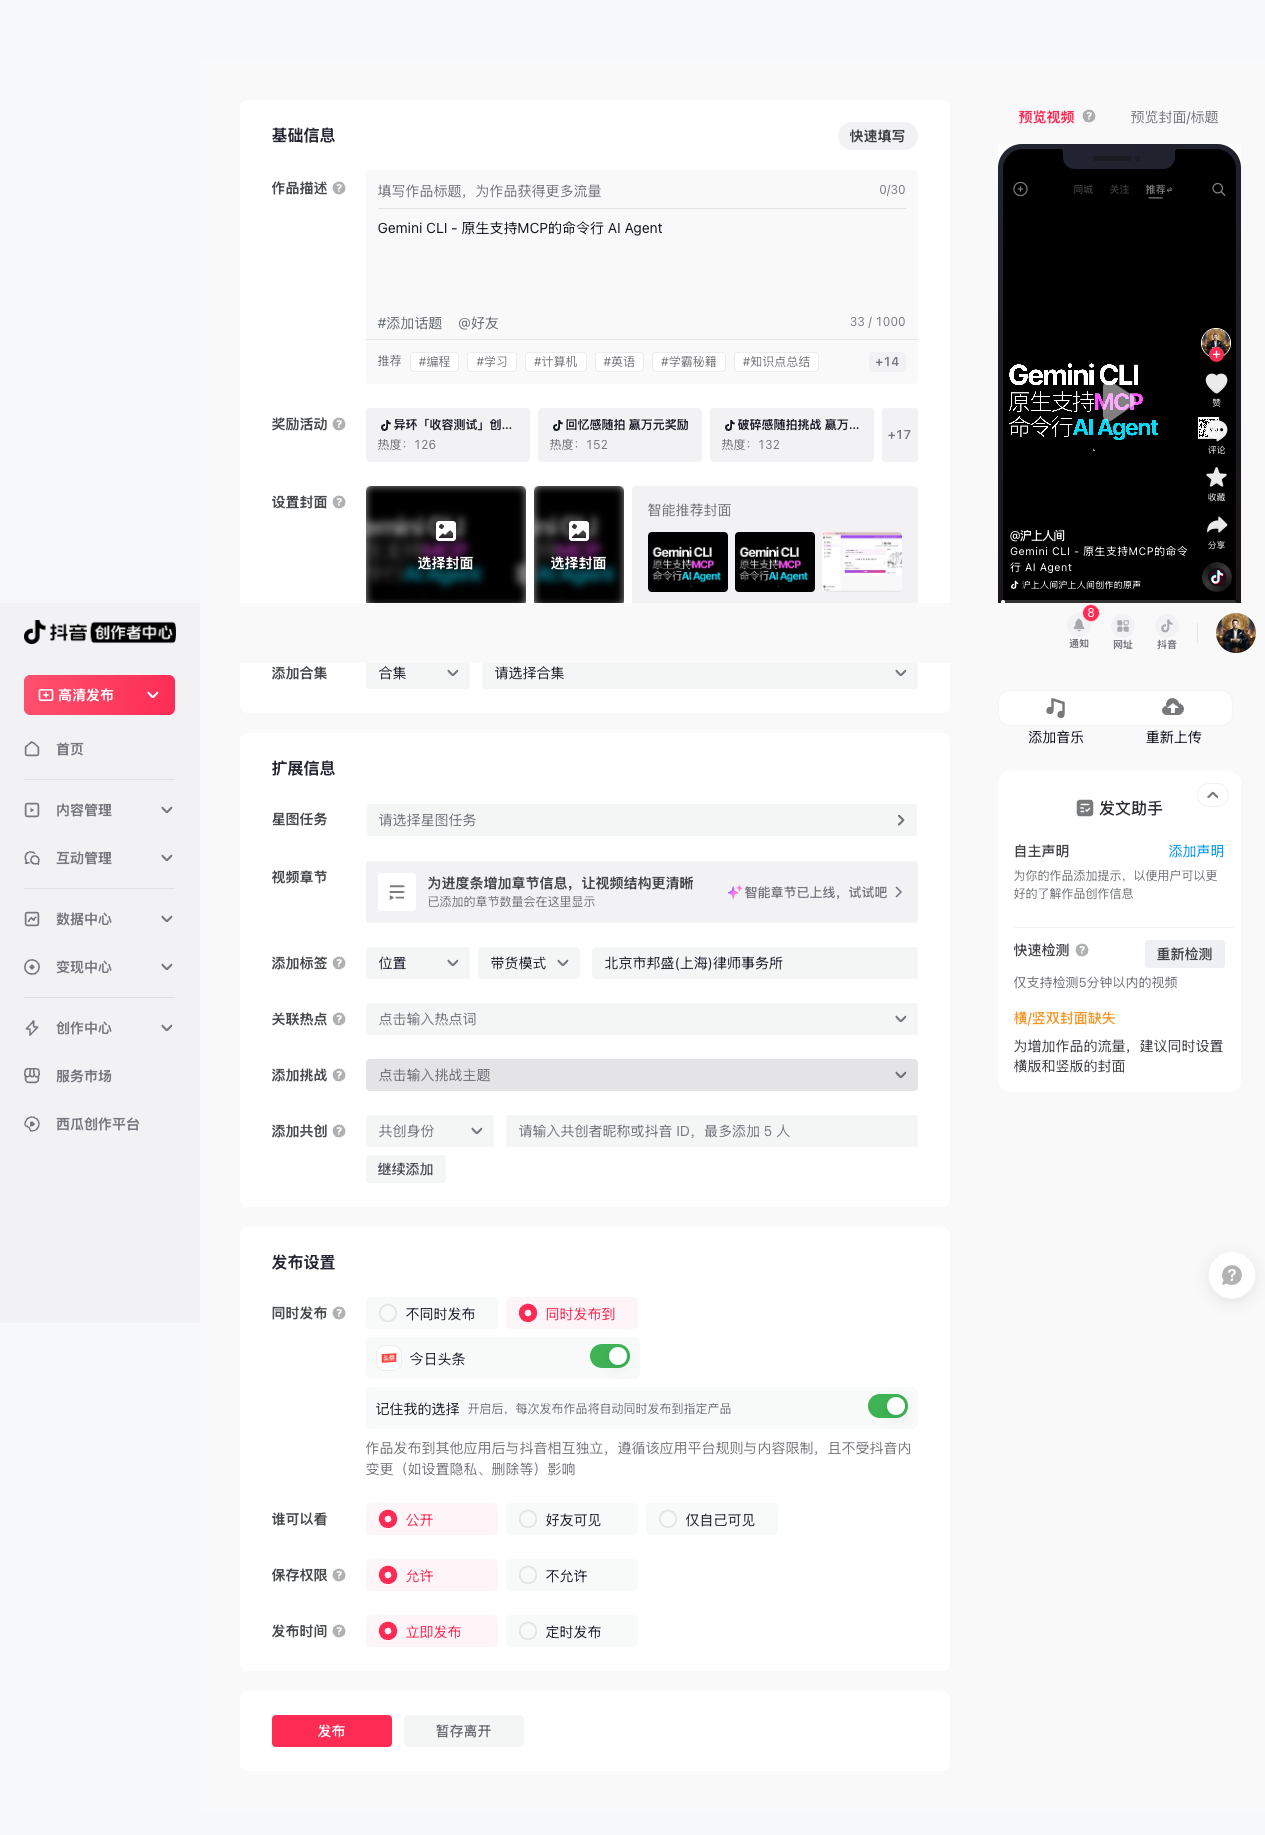 基础信息
快速填写
作品描述
填写作品标题，为作品获得更多流量
0/30
Gemini CLI - 原生支持MCP的命令行 AI Agent
#添加话题 @好友
33 / 1000
推荐 #编程 #学习 #计算机 #英语 #学霸秘籍 #知识点总结 +14
奖励活动
异环「收容测试」创...
热度：126
回忆感随拍 赢万元奖励
热度：152
破碎感随拍挑战 赢万...
热度：132
+17
设置封面
选择封面
选择封面
智能推荐封面
Gemini CLI
原生支持MCP
命令行AI Agent
Gemini CLI
原生支持MCP
命令行AI Agent
预览视频
预览封面/标题
同城 关注 推荐
Gemini CLI
原生支持MCP
命令行AI Agent
赞
评论
收藏
分享
@沪上人间
Gemini CLI - 原生支持MCP的命令
行 AI Agent
沪上人间沪上人间创作的原声
抖音 创作者中心
高清发布
首页
内容管理
互动管理
数据中心
变现中心
创作中心
服务市场
西瓜创作平台
8
通知 网址 抖音
添加合集 合集 请选择合集
添加音乐 重新上传
扩展信息
星图任务 请选择星图任务
视频章节
为进度条增加章节信息，让视频结构更清晰
已添加的章节数量会在这里显示
智能章节已上线，试试吧
添加标签 位置 带货模式 北京市邦盛(上海)律师事务所
关联热点 点击输入热点词
添加挑战 点击输入挑战主题
添加共创 共创身份 请输入共创者昵称或抖音 ID，最多添加 5 人
继续添加
发文助手
自主声明 添加声明
为你的作品添加提示，以便用户可以更
好的了解作品创作信息
快速检测 重新检测
仅支持检测5分钟以内的视频
横/竖双封面缺失
为增加作品的流量，建议同时设置
横版和竖版的封面
发布设置
同时发布 不同时发布 同时发布到
头条 今日头条
记住我的选择 开启后，每次发布作品将自动同时发布到指定产品
作品发布到其他应用后与抖音相互独立，遵循该应用平台规则与内容限制，且不受抖音内
变更（如设置隐私、删除等）影响
谁可以看 公开 好友可见 仅自己可见
保存权限 允许 不允许
发布时间 立即发布 定时发布
发布 暂存离开